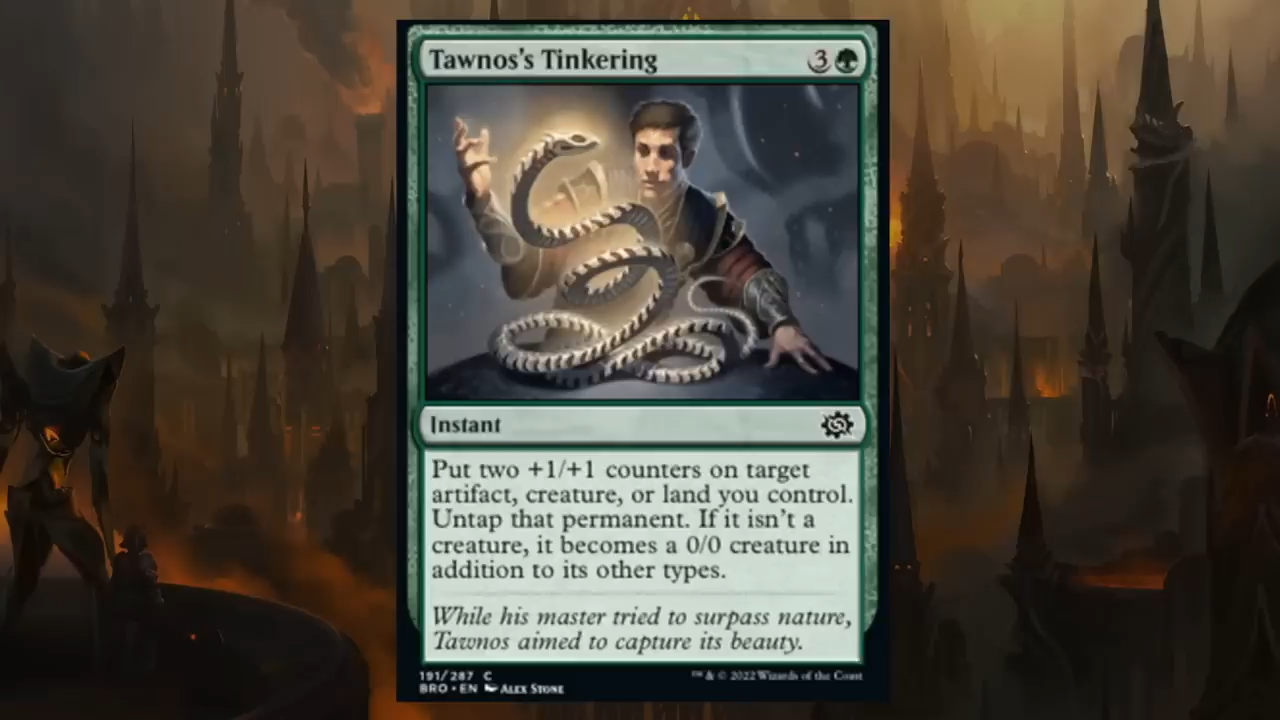 Tawnos's Tinkering 3
Instant
Put two +1/+1 counters on target
artifact, creature, or land you control.
Untap that permanent. If it isn't a
creature, it becomes a 0/0 creature in
addition to its other types.
While his master tried to surpass nature,
Tawnos aimed to capture its beauty.
191/287 C
BRO • EN ALEX STONE
™ & © 2022 Wizards of the Coast